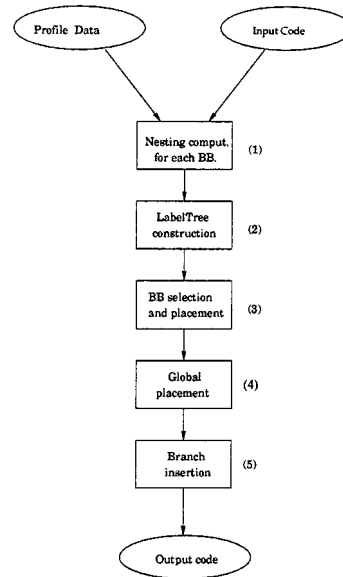 Profile Data
Input Code
Nesting comput.
for each BB.
(1)
LabelTree
construction
(2)
BB selection
and placement
(3)
Global
placement
(4)
Branch
insertion
(5)
Output code